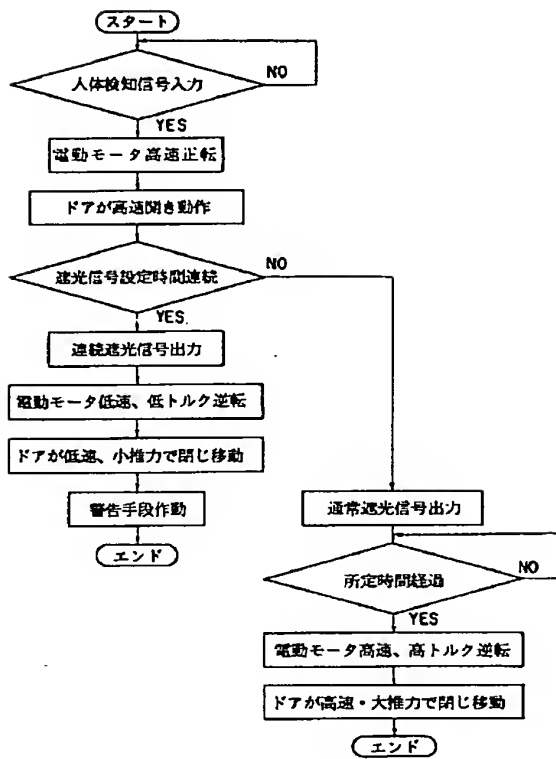 スタート
人体検知信号入力
NO
YES
電動モータ高速正転
ドアが高速開き動作
遮光信号設定時間連続
NO
YES
連続遮光信号出力
電動モータ低速、低トルク逆転
ドアが低速、小推力で閉じ移動
警告手段作動
エンド
通常遮光信号出力
所定時間経過
NO
YES
電動モータ高速、高トルク逆転
ドアが高速・大推力で閉じ移動
エンド